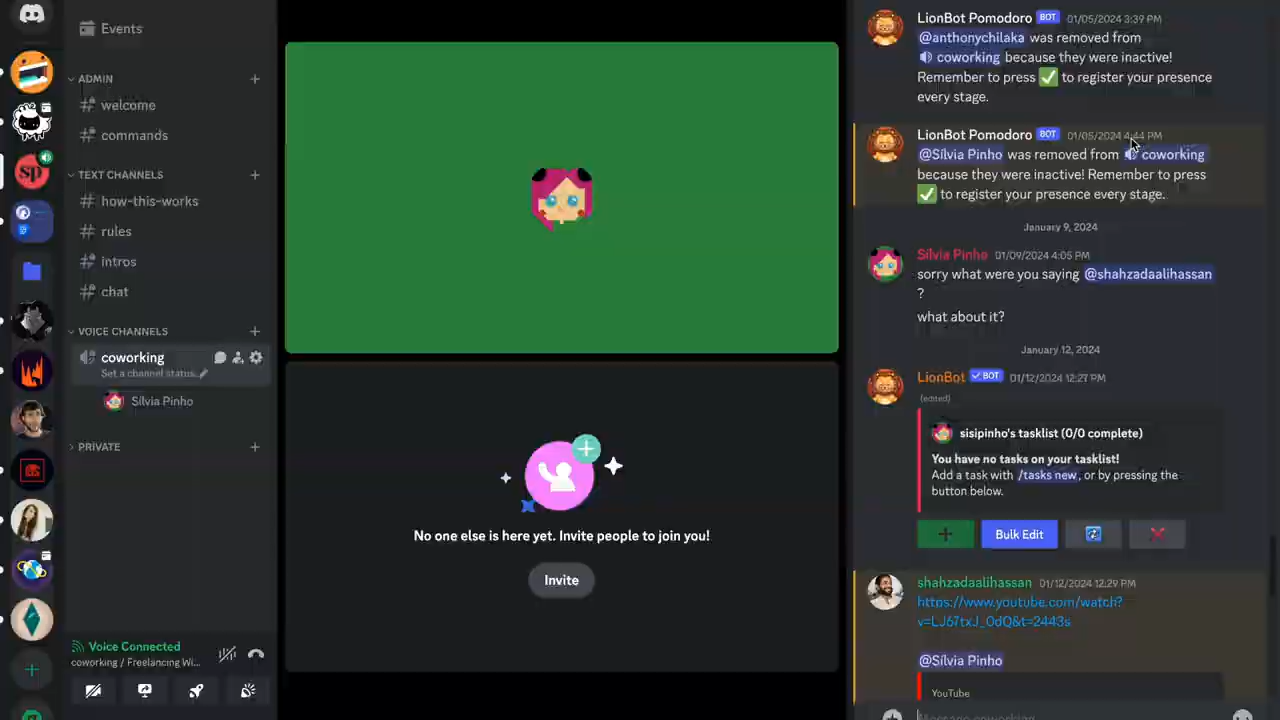 Events
ADMIN
welcome
commands
TEXT CHANNELS
how-this-works
rules
intros
chat
VOICE CHANNELS
coworking
Set a channel status...
Sílvia Pinho
PRIVATE
Voice Connected
coworking / Freelancing Wi...
sp
No one else is here yet. Invite people to join you!
Invite
LionBot Pomodoro BOT 01/05/2024 3:39 PM
@anthonychilaka was removed from
coworking because they were inactive!
Remember to press ✅ to register your presence
every stage.
LionBot Pomodoro BOT 01/05/2024 4:44 PM
@Sílvia Pinho was removed from coworking
because they were inactive! Remember to press
✅ to register your presence every stage.
January 9, 2024
Sílvia Pinho 01/09/2024 4:05 PM
sorry what were you saying @shahzadaalihassan
?
what about it?
January 12, 2024
LionBot ✓ BOT 01/12/2024 12:27 PM
(edited)
sisipinho's tasklist (0/0 complete)
You have no tasks on your tasklist!
Add a task with /tasks new, or by pressing the
button below.
Bulk Edit
shahzadaalihassan 01/12/2024 12:29 PM
https://www.youtube.com/watch?
v=LJ67txJ_OdQ&t=2443s
@Sílvia Pinho
YouTube
Message coworking